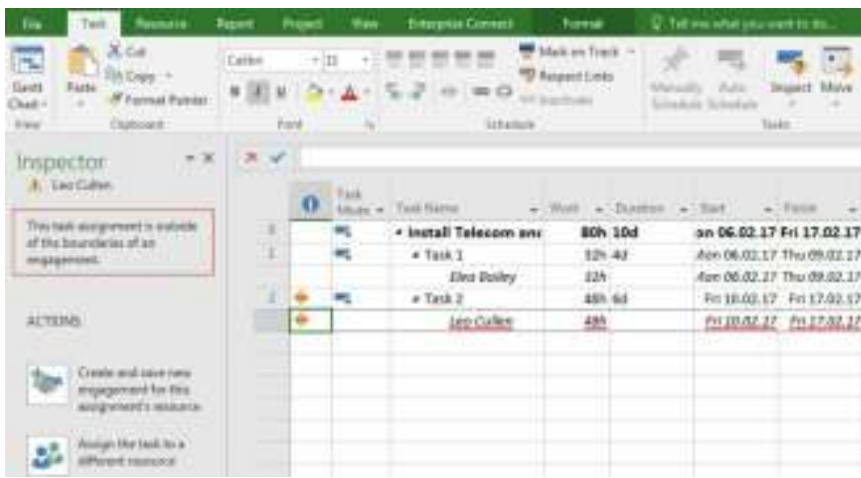 File Task Resource Report Project View Enterprise Connect Format Tell me what you want to do...
Gantt Chart
Paste
Cut
Copy
Format Painter
Calibri 11
B I U
Mark on Track
Respect Links
Inactivate
Manually Schedule
Auto Schedule
Inspect Move
View Clipboard Font Schedule Tasks
Inspector
Leo Cullen
This task assignment is outside
of the boundaries of an
engagement.
ACTIONS
Create and save new
engagement for this
assignment's resource
Assign the task to a
different resource
Task Mode Task Name Work Duration Start Finish
0 Install Telecom and 80h 10d on 06.02.17 Fri 17.02.17
1 Task 1 32h 4d Mon 06.02.17 Thu 09.02.17
Bailey 32h Mon 06.02.17 Thu 09.02.17
2 Task 2 48h 6d Fri 10.02.17 Fri 17.02.17
Leo Cullen 48h Fri 10.02.17 Fri 17.02.17